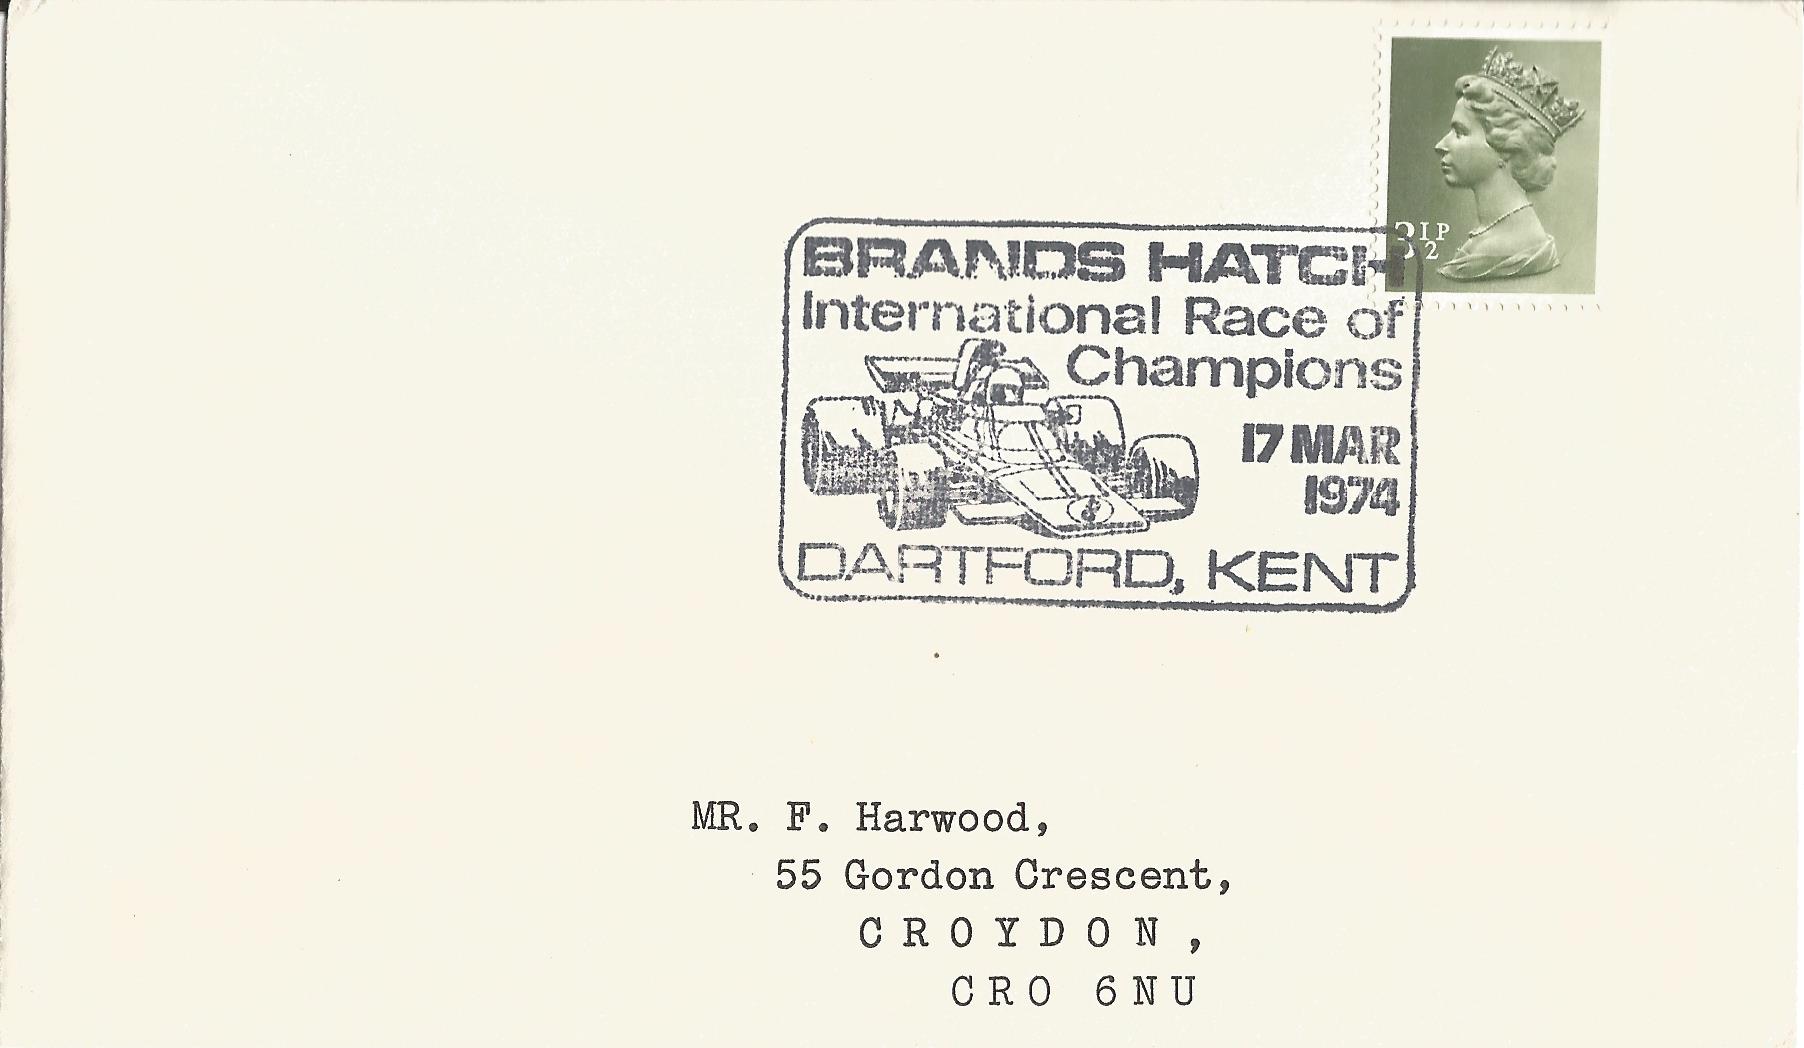 3½P
BRANDS HATCH
International Race of
Champions
17 MAR
1974
DARTFORD, KENT
MR. F. Harwood,
55 Gordon Crescent,
CROYDON,
CRO 6NU